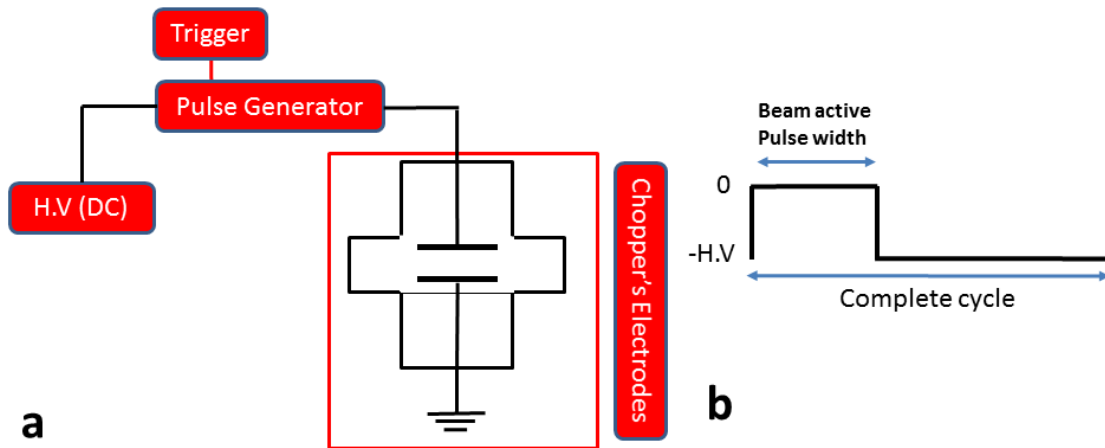 Trigger
Pulse Generator
H.V (DC)
Chopper's Electrodes
a
Beam active
Pulse width
0
-H.V
Complete cycle
b